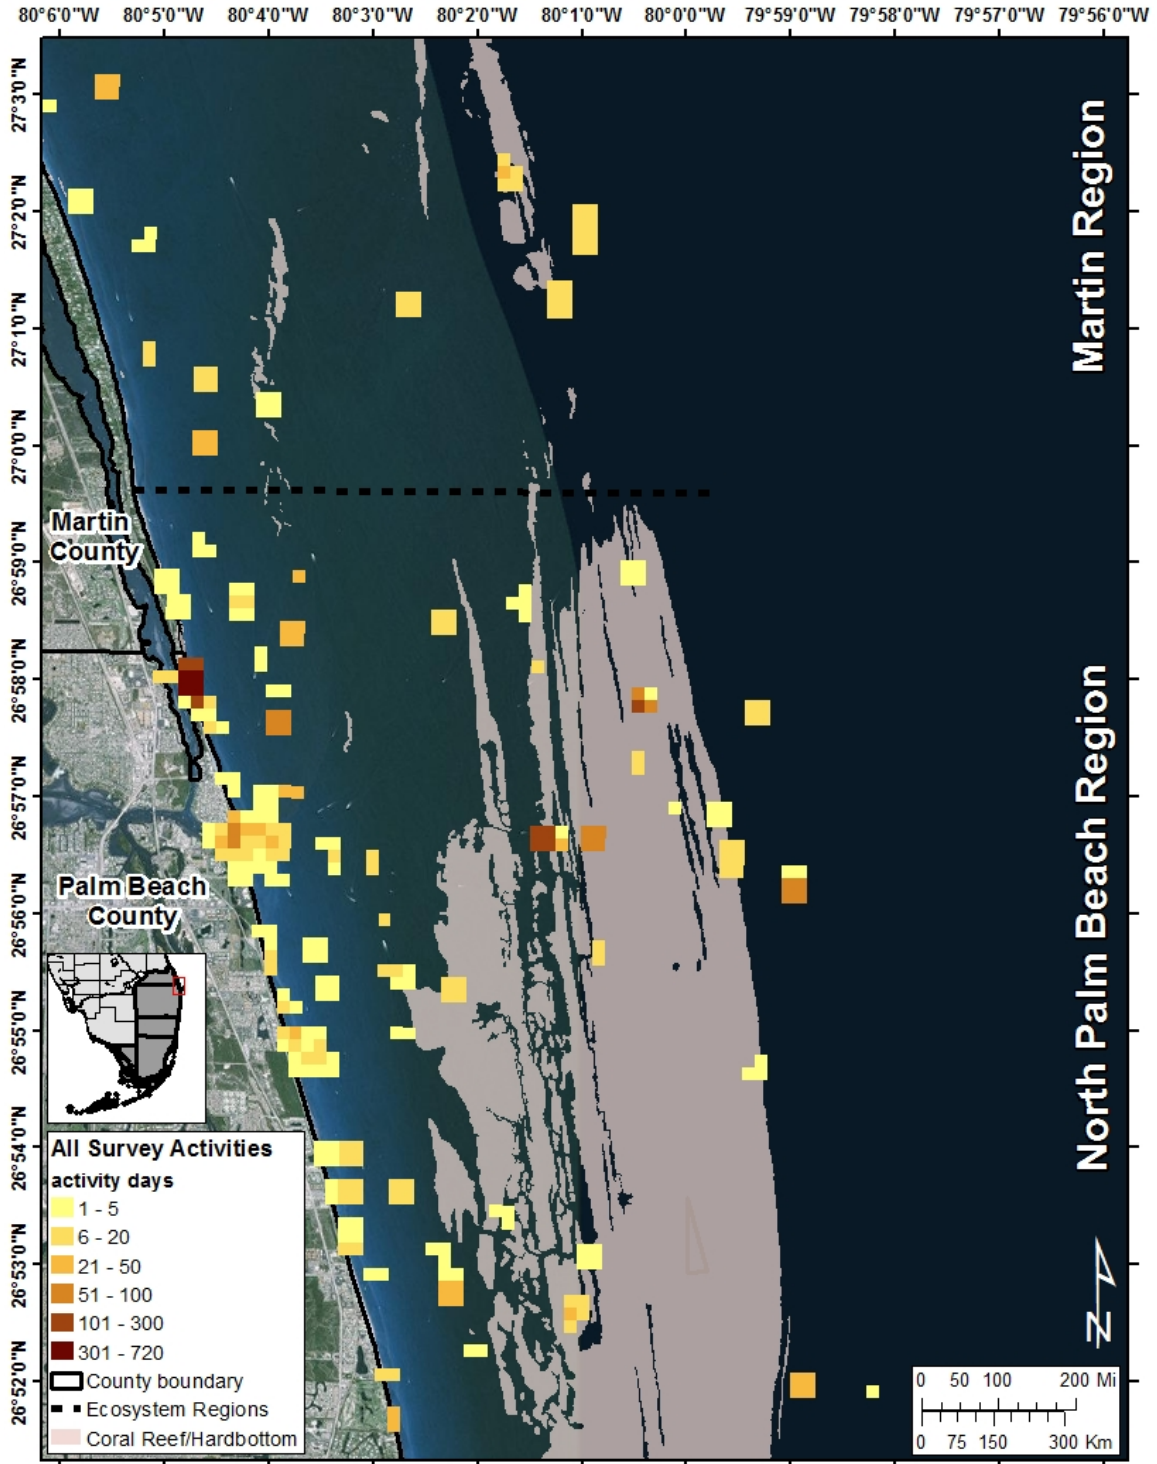 80°6'0"W 80°5'0"W 80°4'0"W 80°3'0"W 80°2'0"W 80°1'0"W 80°0'0"W 79°59'0"W 79°58'0"W 79°57'0"W 79°56'0"W
27°3'0"N
27°2'0"N
27°1'0"N
27°0'0"N
26°59'0"N
26°58'0"N
26°57'0"N
26°56'0"N
26°55'0"N
26°54'0"N
26°53'0"N
26°52'0"N
Martin Region
North Palm Beach Region
Martin
County
Palm Beach
County
All Survey Activities
activity days
1 - 5
6 - 20
21 - 50
51 - 100
101 - 300
301 - 720
County boundary
Ecosystem Regions
Coral Reef/Hardbottom
N
0 50 100 200 Mi
0 75 150 300 Km